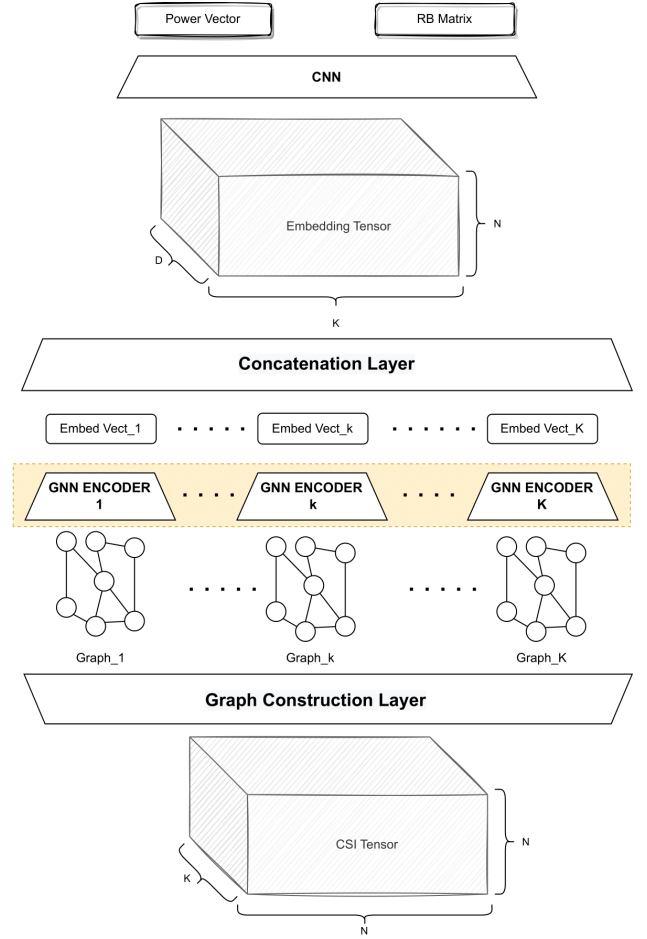 Power Vector
RB Matrix
CNN
Embedding Tensor
N
D
K
Concatenation Layer
Embed Vect_1
Embed Vect_k
Embed Vect_K
GNN ENCODER
1
GNN ENCODER
k
GNN ENCODER
K
Graph_1
Graph_k
Graph_K
Graph Construction Layer
CSI Tensor
N
K
N